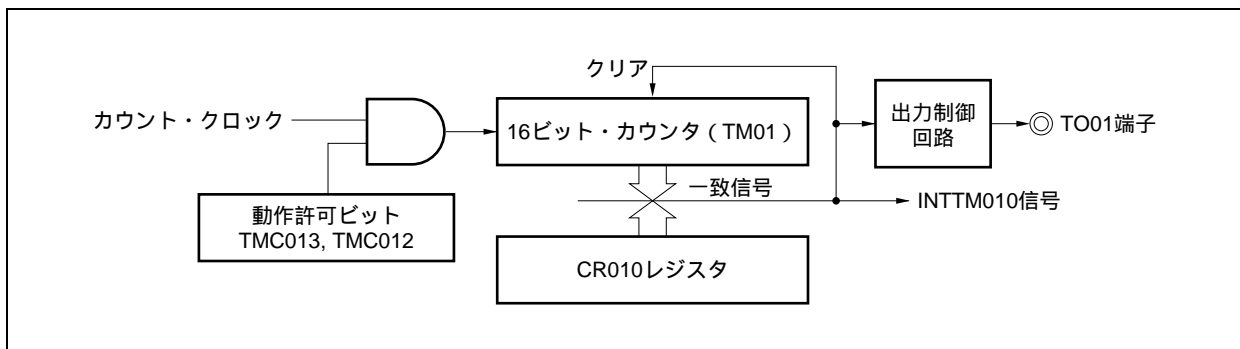 クリア
カウント・クロック
16ビット・カウンタ（TM01）
出力制御
回路
TO01端子
一致信号
INTTM010信号
動作許可ビット
TMC013, TMC012
CR010レジスタ